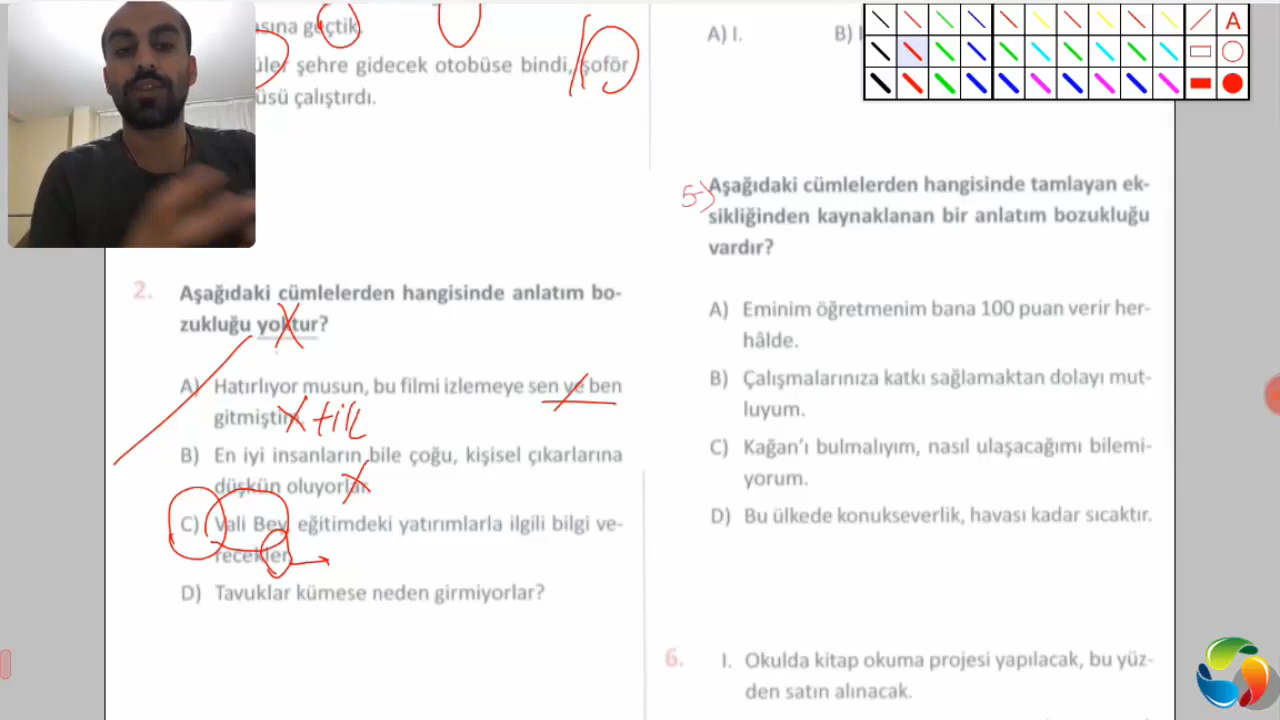 asına geçtik.
üler şehre gidecek otobüse bindi, şoför
üsü çalıştırdı.
2. Aşağıdaki cümlelerden hangisinde anlatım bo-
zukluğu yoktur?
A) Hatırlıyor musun, bu filmi izlemeye sen ve ben
gitmiştim. tik
B) En iyi insanların bile çoğu, kişisel çıkarlarına
düşkün oluyorlar.
C) Vali Bey eğitimdeki yatırımlarla ilgili bilgi ve-
recekler.
D) Tavuklar kümese neden girmiyorlar?
A) I. B) I
A
5-) Aşağıdaki cümlelerden hangisinde tamlayan ek-
sikliğinden kaynaklanan bir anlatım bozukluğu
vardır?
A) Eminim öğretmenim bana 100 puan verir her-
hâlde.
B) Çalışmalarınıza katkı sağlamaktan dolayı mut-
luyum.
C) Kağan'ı bulmalıyım, nasıl ulaşacağımı bilemi-
yorum.
D) Bu ülkede konukseverlik, havası kadar sıcaktır.
6. I. Okulda kitap okuma projesi yapılacak, bu yüz-
den satın alınacak.